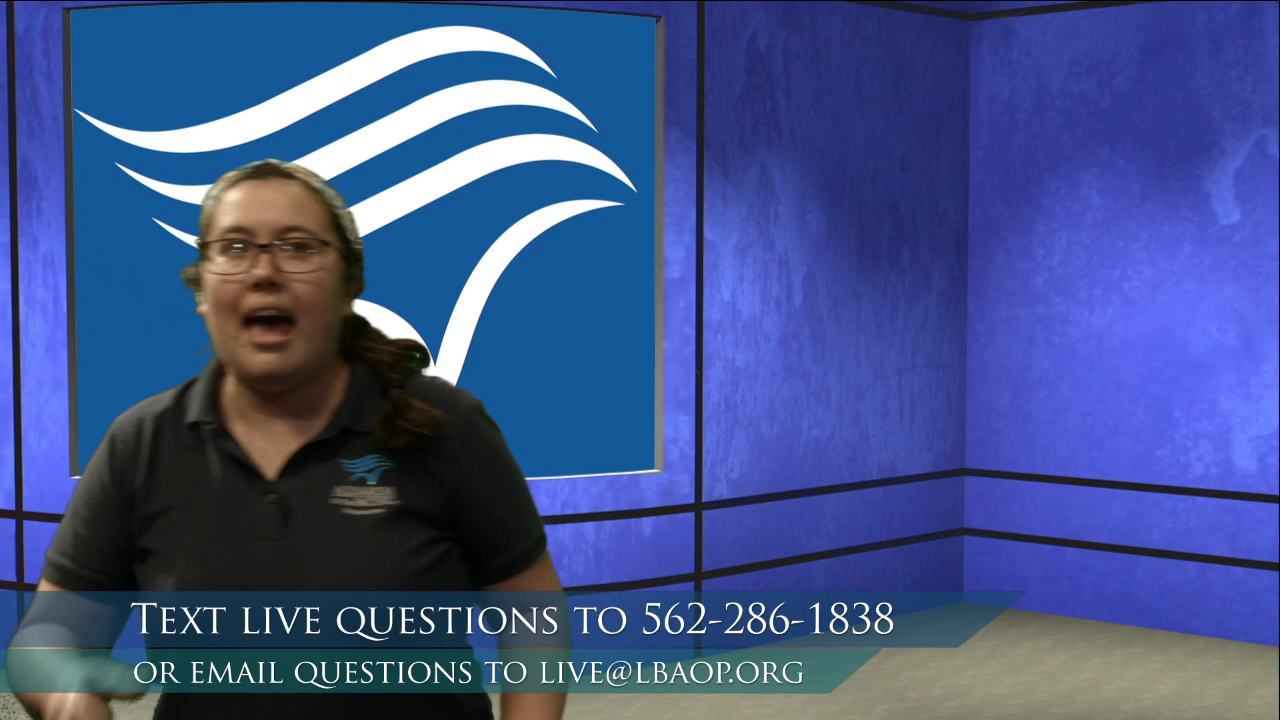 TEXT LIVE QUESTIONS TO 562-286-1838
OR EMAIL QUESTIONS TO LIVE@LBAOP.ORG